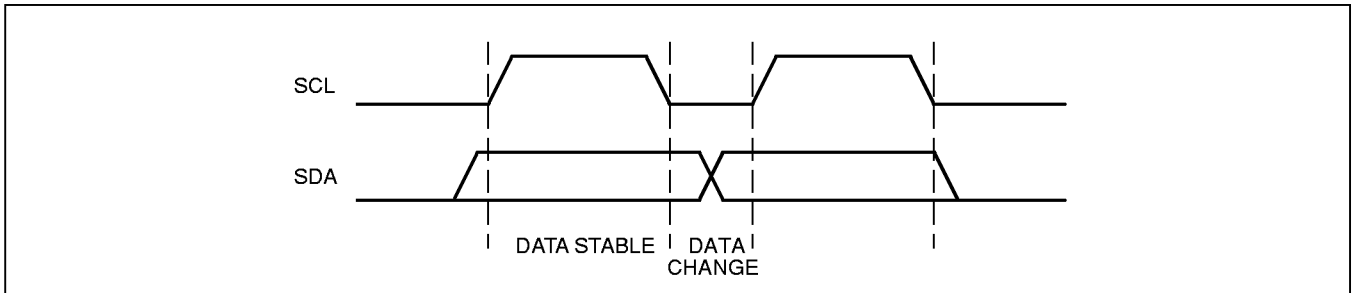 SCL
SDA
DATA STABLE
DATA
CHANGE